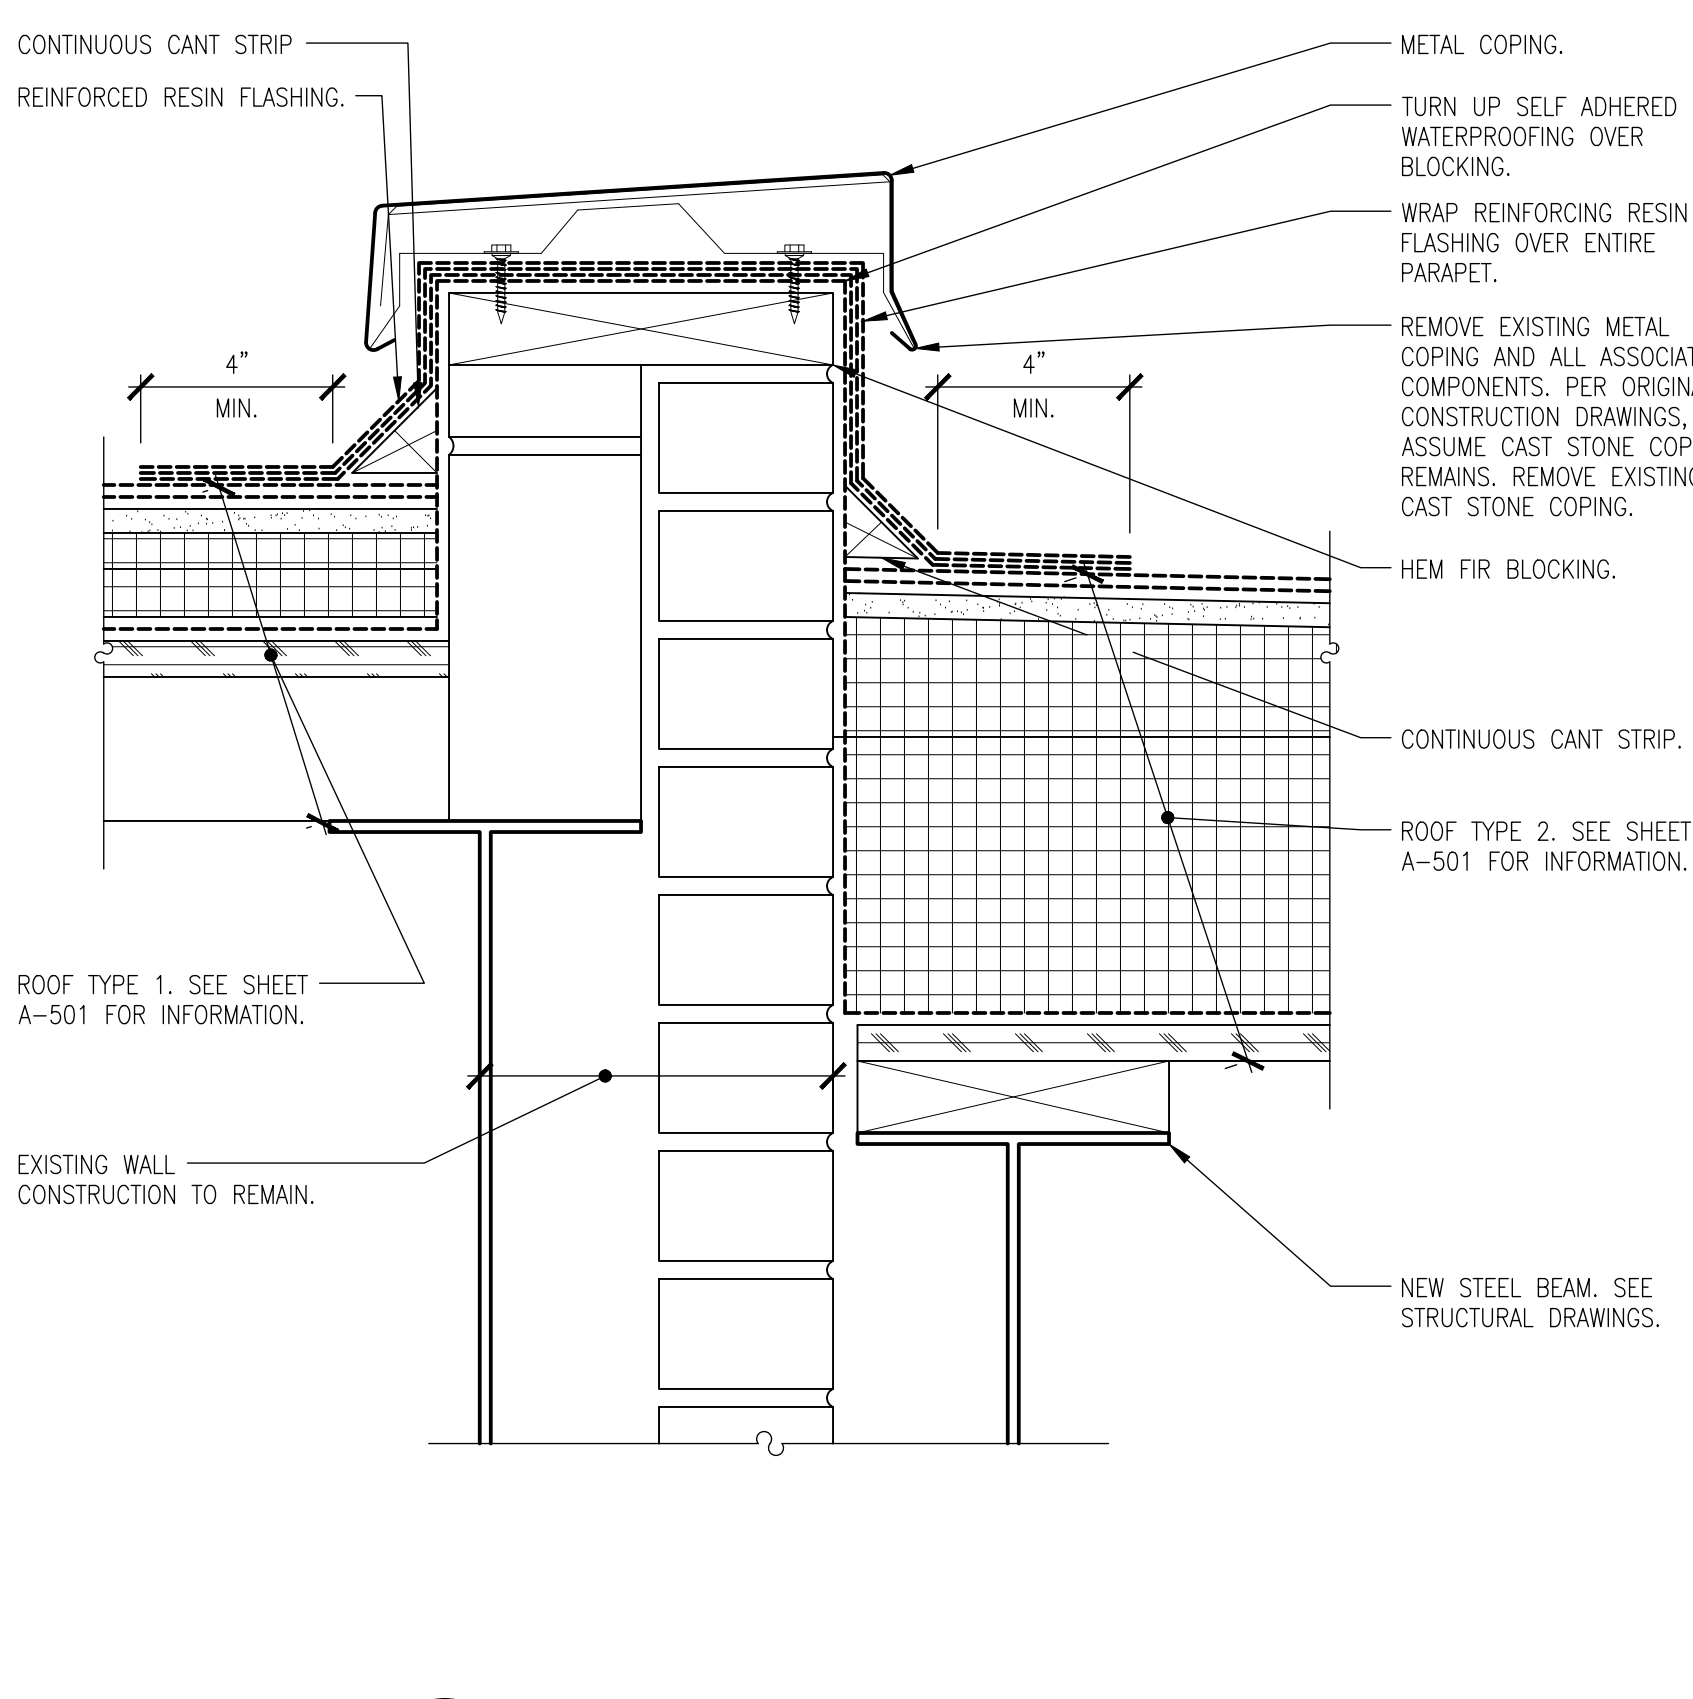 CONTINUOUS CANT STRIP
REINFORCED RESIN FLASHING.
4”
MIN.
ROOF TYPE 1. SEE SHEET
A-501 FOR INFORMATION.
EXISTING WALL
CONSTRUCTION TO REMAIN.
METAL COPING.
TURN UP SELF ADHERED
WATERPROOFING OVER
BLOCKING.
WRAP REINFORCING RESIN
FLASHING OVER ENTIRE
PARAPET.
REMOVE EXISTING METAL
COPING AND ALL
COMPONENTS. PER
CONSTRUCTION DRAWINGS,
ASSUME CAST STONE
REMAINS. REMOVE
CAST STONE COPING.
4”
MIN.
HEM FIR BLOCKING.
CONTINUOUS CANT STRIP.
ROOF TYPE 2. SEE SHEET
A-501 FOR INFORMATION.
NEW STEEL BEAM. SEE
STRUCTURAL DRAWINGS.